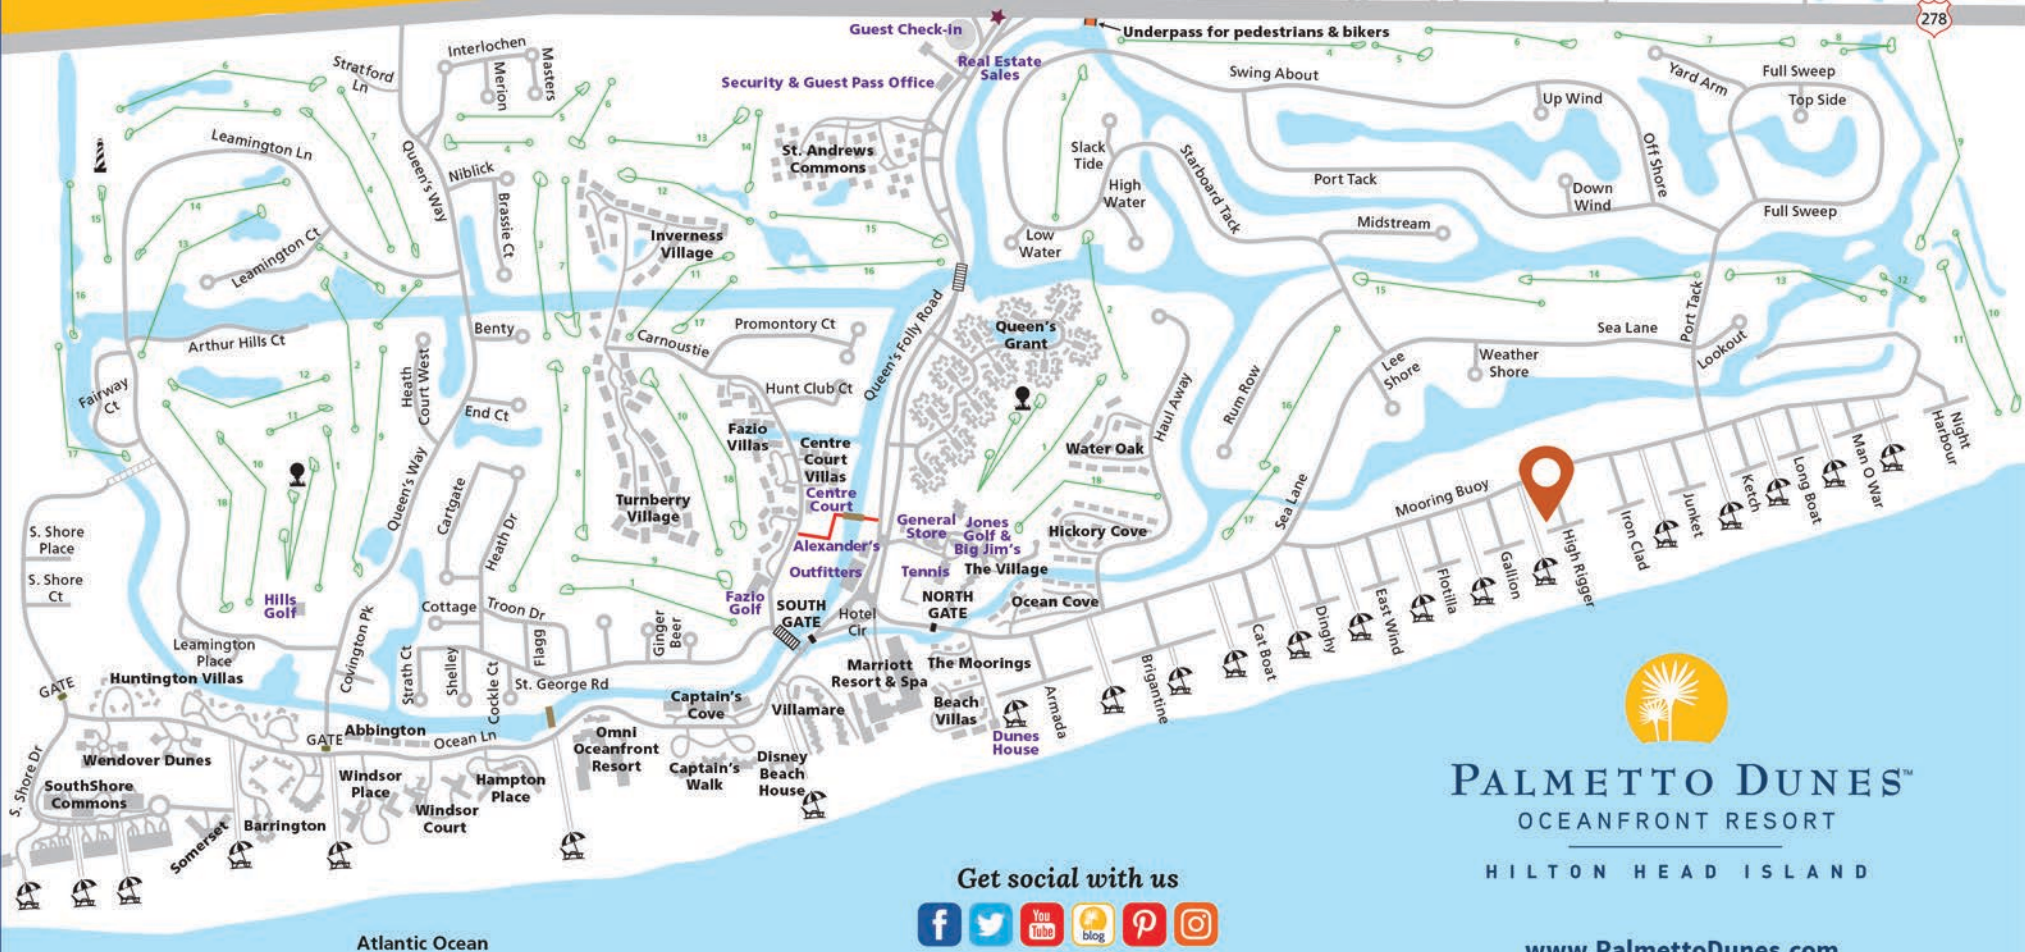 278
Guest Check-in
Underpass for pedestrians & bikers
Real Estate
Sales
Security & Guest Pass Office
Stratford
Ln
Interlochen
Merion
Masters
Swing About
Yard Arm
Full Sweep
Top Side
Up Wind
Off Shore
Leamington Ln
Queen's Way
Niblick
Brassie Ct
St. Andrews
Commons
Slack
Tide
High
Water
Low
Water
Starboard Tack
Port Tack
Down
Wind
Full Sweep
Midstream
Inverness
Village
Leamington Ct
Arthur Hills Ct
Fairway
Ct
Benty
Heath
Court West
End Ct
Carnoustie
Promontory Ct
Hunt Club Ct
Queen's Folly Road
Queen's
Grant
Haul Away
Rum Row
Lee
Shore
Weather
Shore
Sea Lane
Port Tack
Lookout
Night
Harbour
Fazio
Villas
Centre
Court
Villas
Centre
Court
Water Oak
Queen's Way
Cartgate
Heath Dr
Turnberry
Village
Alexander's
Outfitters
General
Store
Jones
Golf &
Big Jim's
Tennis
The Village
Hickory Cove
Ocean Cove
Sea Lane
Mooring Buoy
S. Shore
Place
S. Shore
Ct
Hills
Golf
Fazio
Golf
SOUTH
GATE
Hotel
Cir
NORTH
GATE
Cottage
Troon Dr
Flagg
Ginger
Beer
Leamington
Place
Covington Pk
Strath Ct
Shelley
Cockle Ct
St. George Rd
GATE
Huntington Villas
GATE
Abbington
Ocean Ln
Captain's
Cove
Villamare
Marriott
Resort & Spa
The Moorings
Beach
Villas
Dunes
House
Armada
Brigantine
Cat Boat
Dinghy
East Wind
Flotilla
Gallion
High Rigger
Iron Clad
Junket
Ketch
Long Boat
Man O War
S. Shore Dr
Wendover Dunes
SouthShore
Commons
Somerset
Barrington
Windsor
Place
Windsor
Court
Hampton
Place
Omni
Oceanfront
Resort
Captain's
Walk
Disney
Beach
House
Atlantic Ocean
PALMETTO DUNES™
OCEANFRONT RESORT
HILTON HEAD ISLAND
Get social with us
You
Tube
blog
www.PalmettoDunes.com